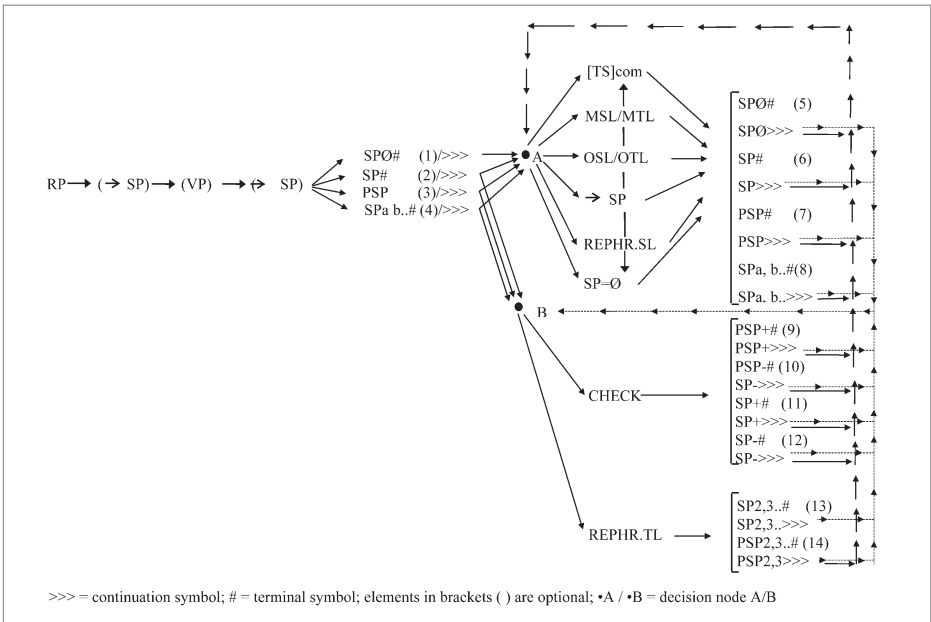 [TS]com
MSL/MTL
OSL/OTL
SP
REPHR.SL
SP=Ø
RP ( SP) (VP) ( SP)
SPØ# (1)/>>>
SP# (2)/>>>
PSP (3)/>>>
SPa b..# (4)/>>>
A
B
CHECK
REPHR.TL
SPØ# (5)
SPØ>>>
SP# (6)
SP>>>
PSP# (7)
PSP>>>
SPa, b..#(8)
SPa. b..>>>
PSP+# (9)
PSP+>>>
PSP-# (10)
SP->>>
SP+# (11)
SP+>>>
SP-# (12)
SP->>>
SP2,3..# (13)
SP2,3..>>>
PSP2,3..# (14)
PSP2,3>>>
>>> = continuation symbol; # = terminal symbol; elements in brackets ( ) are optional; •A / •B = decision node A/B